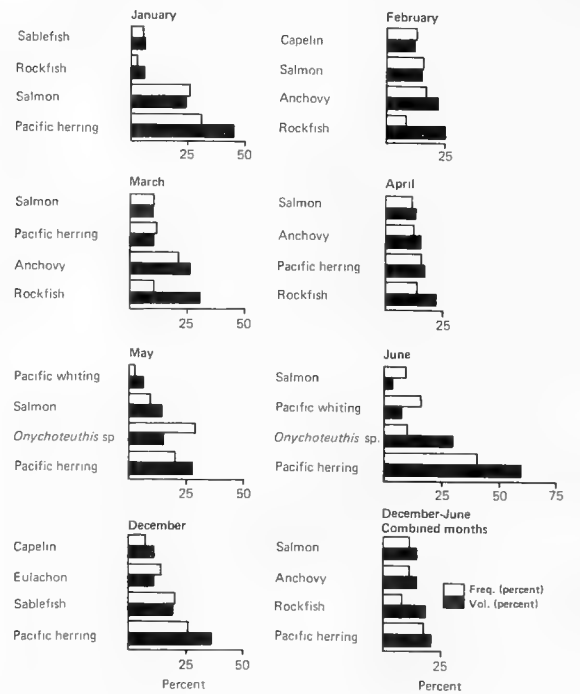 January
Sablefish
Rockfish
Salmon
Pacific herring
25 50
February
Capelin
Salmon
Anchovy
Rockfish
25
March
Salmon
Pacific herring
Anchovy
Rockfish
25 50
April
Salmon
Anchovy
Pacific herring
Rockfish
25
May
Pacific whiting
Salmon
Onychoteuthis sp
Pacific herring
25 50
June
Salmon
Pacific whiting
Onychoteuthis sp.
Pacific herring
25 50 75
December
Capelin
Eulachon
Sablefish
Pacific herring
25 50
Percent
December-June
Combined months
Salmon
Anchovy
Rockfish
Pacific herring
25
Percent
Freq. (percent)
Vol. (percent)